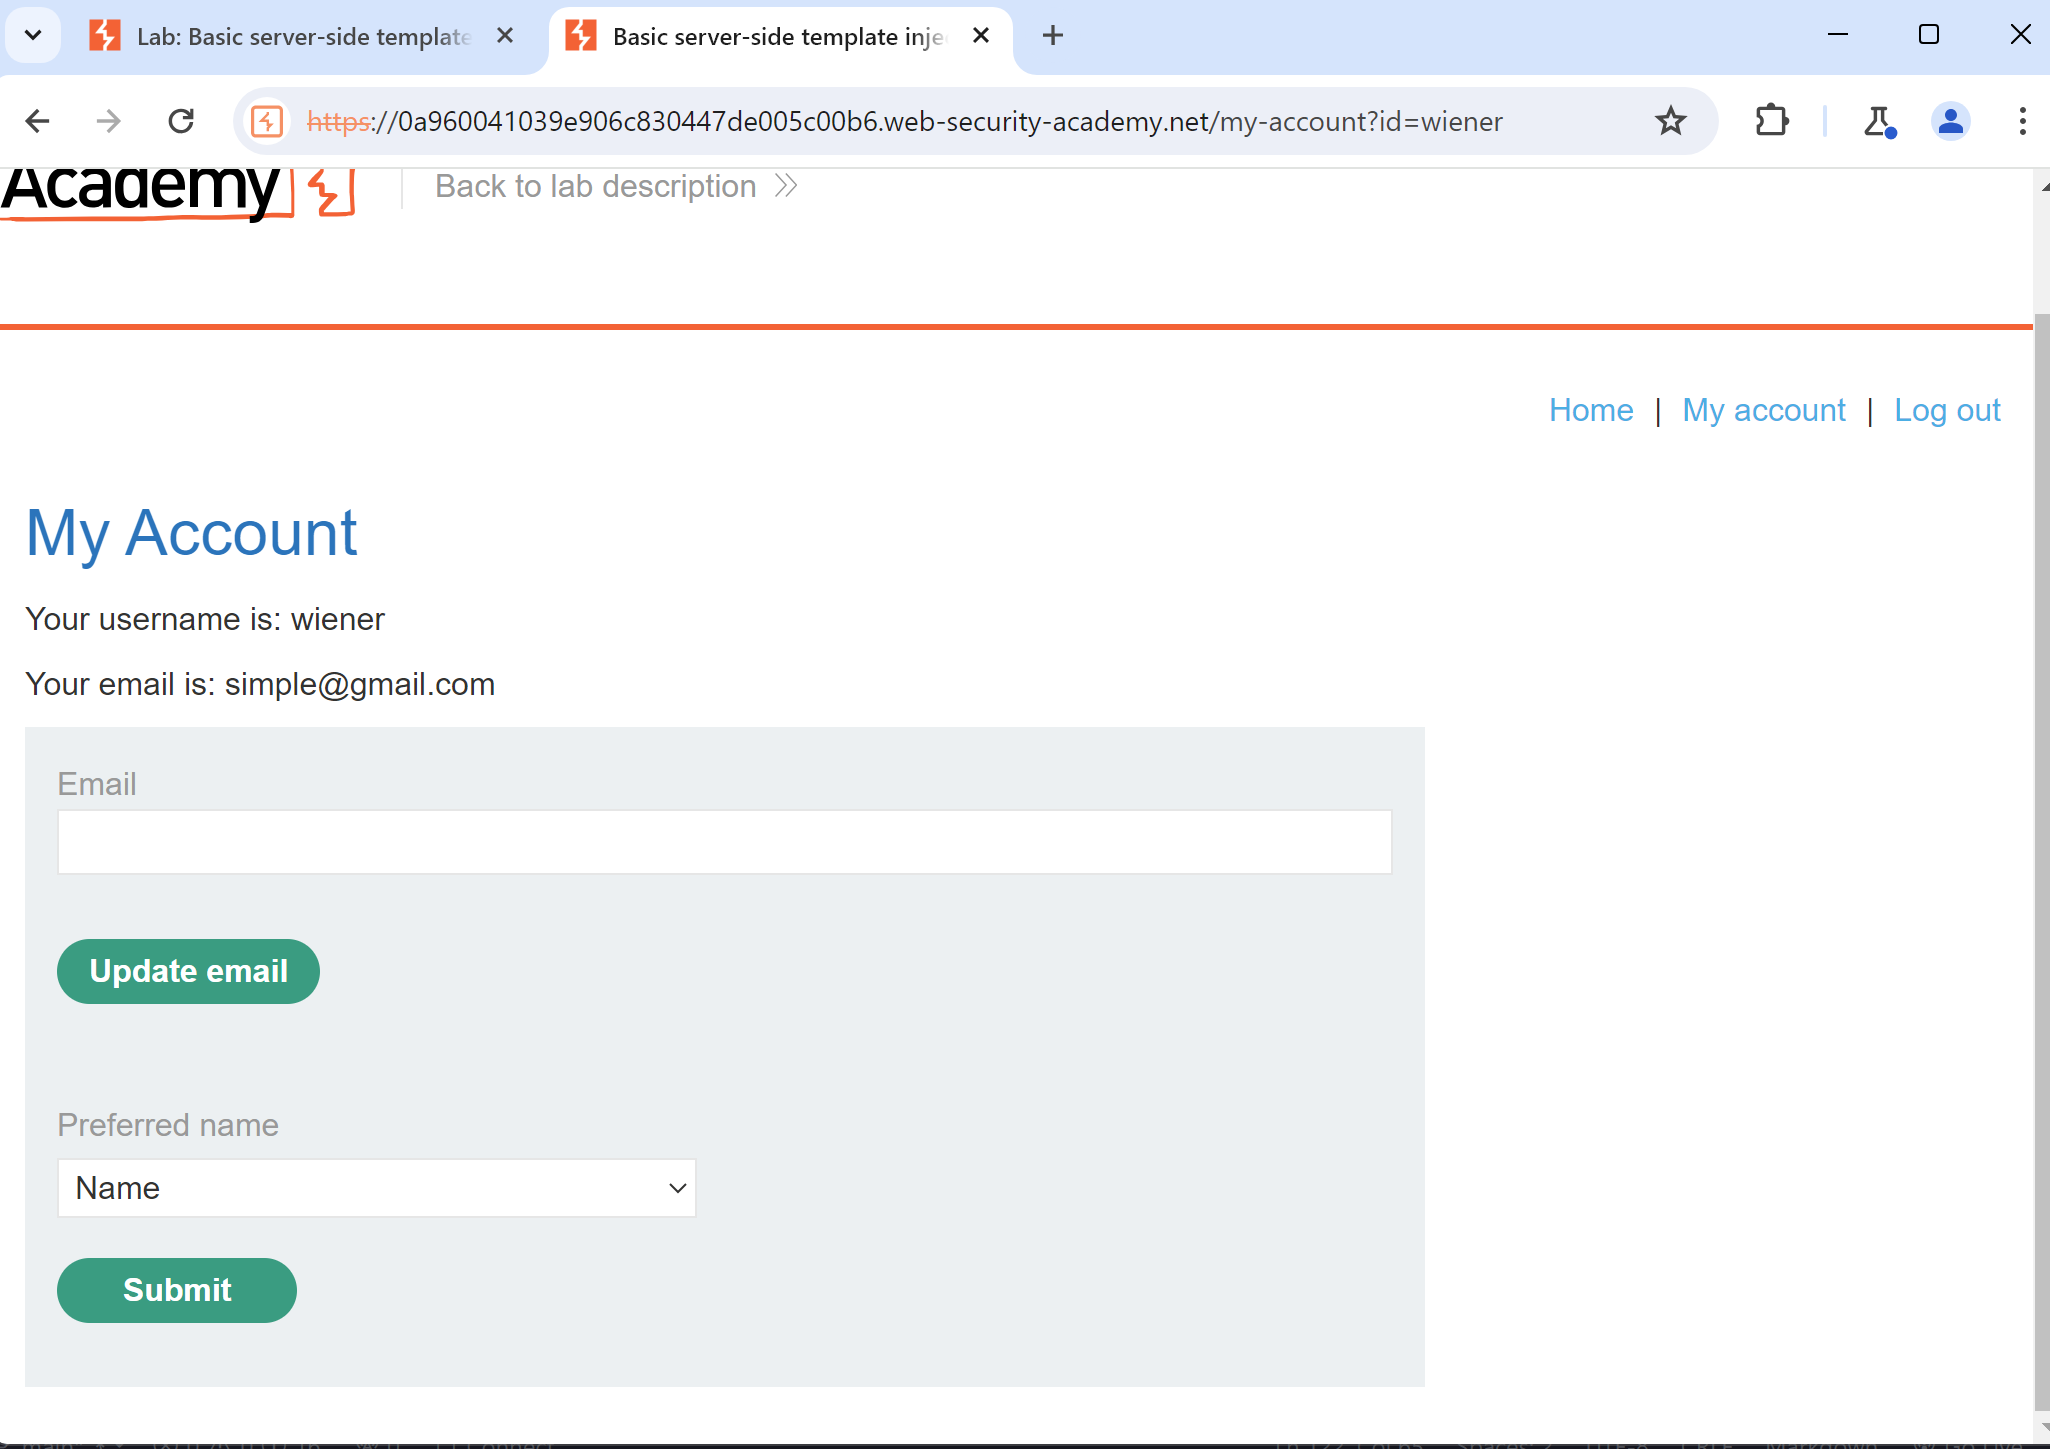 Lab: Basic server-side template
Basic server-side template inje
https://0a960041039e906c830447de005c00b6.web-security-academy.net/my-account?id=wiener
Academy
Back to lab description
Home | My account | Log out
My Account
Your username is: wiener
Your email is: simple@gmail.com
Email
Update email
Preferred name
Name
Submit